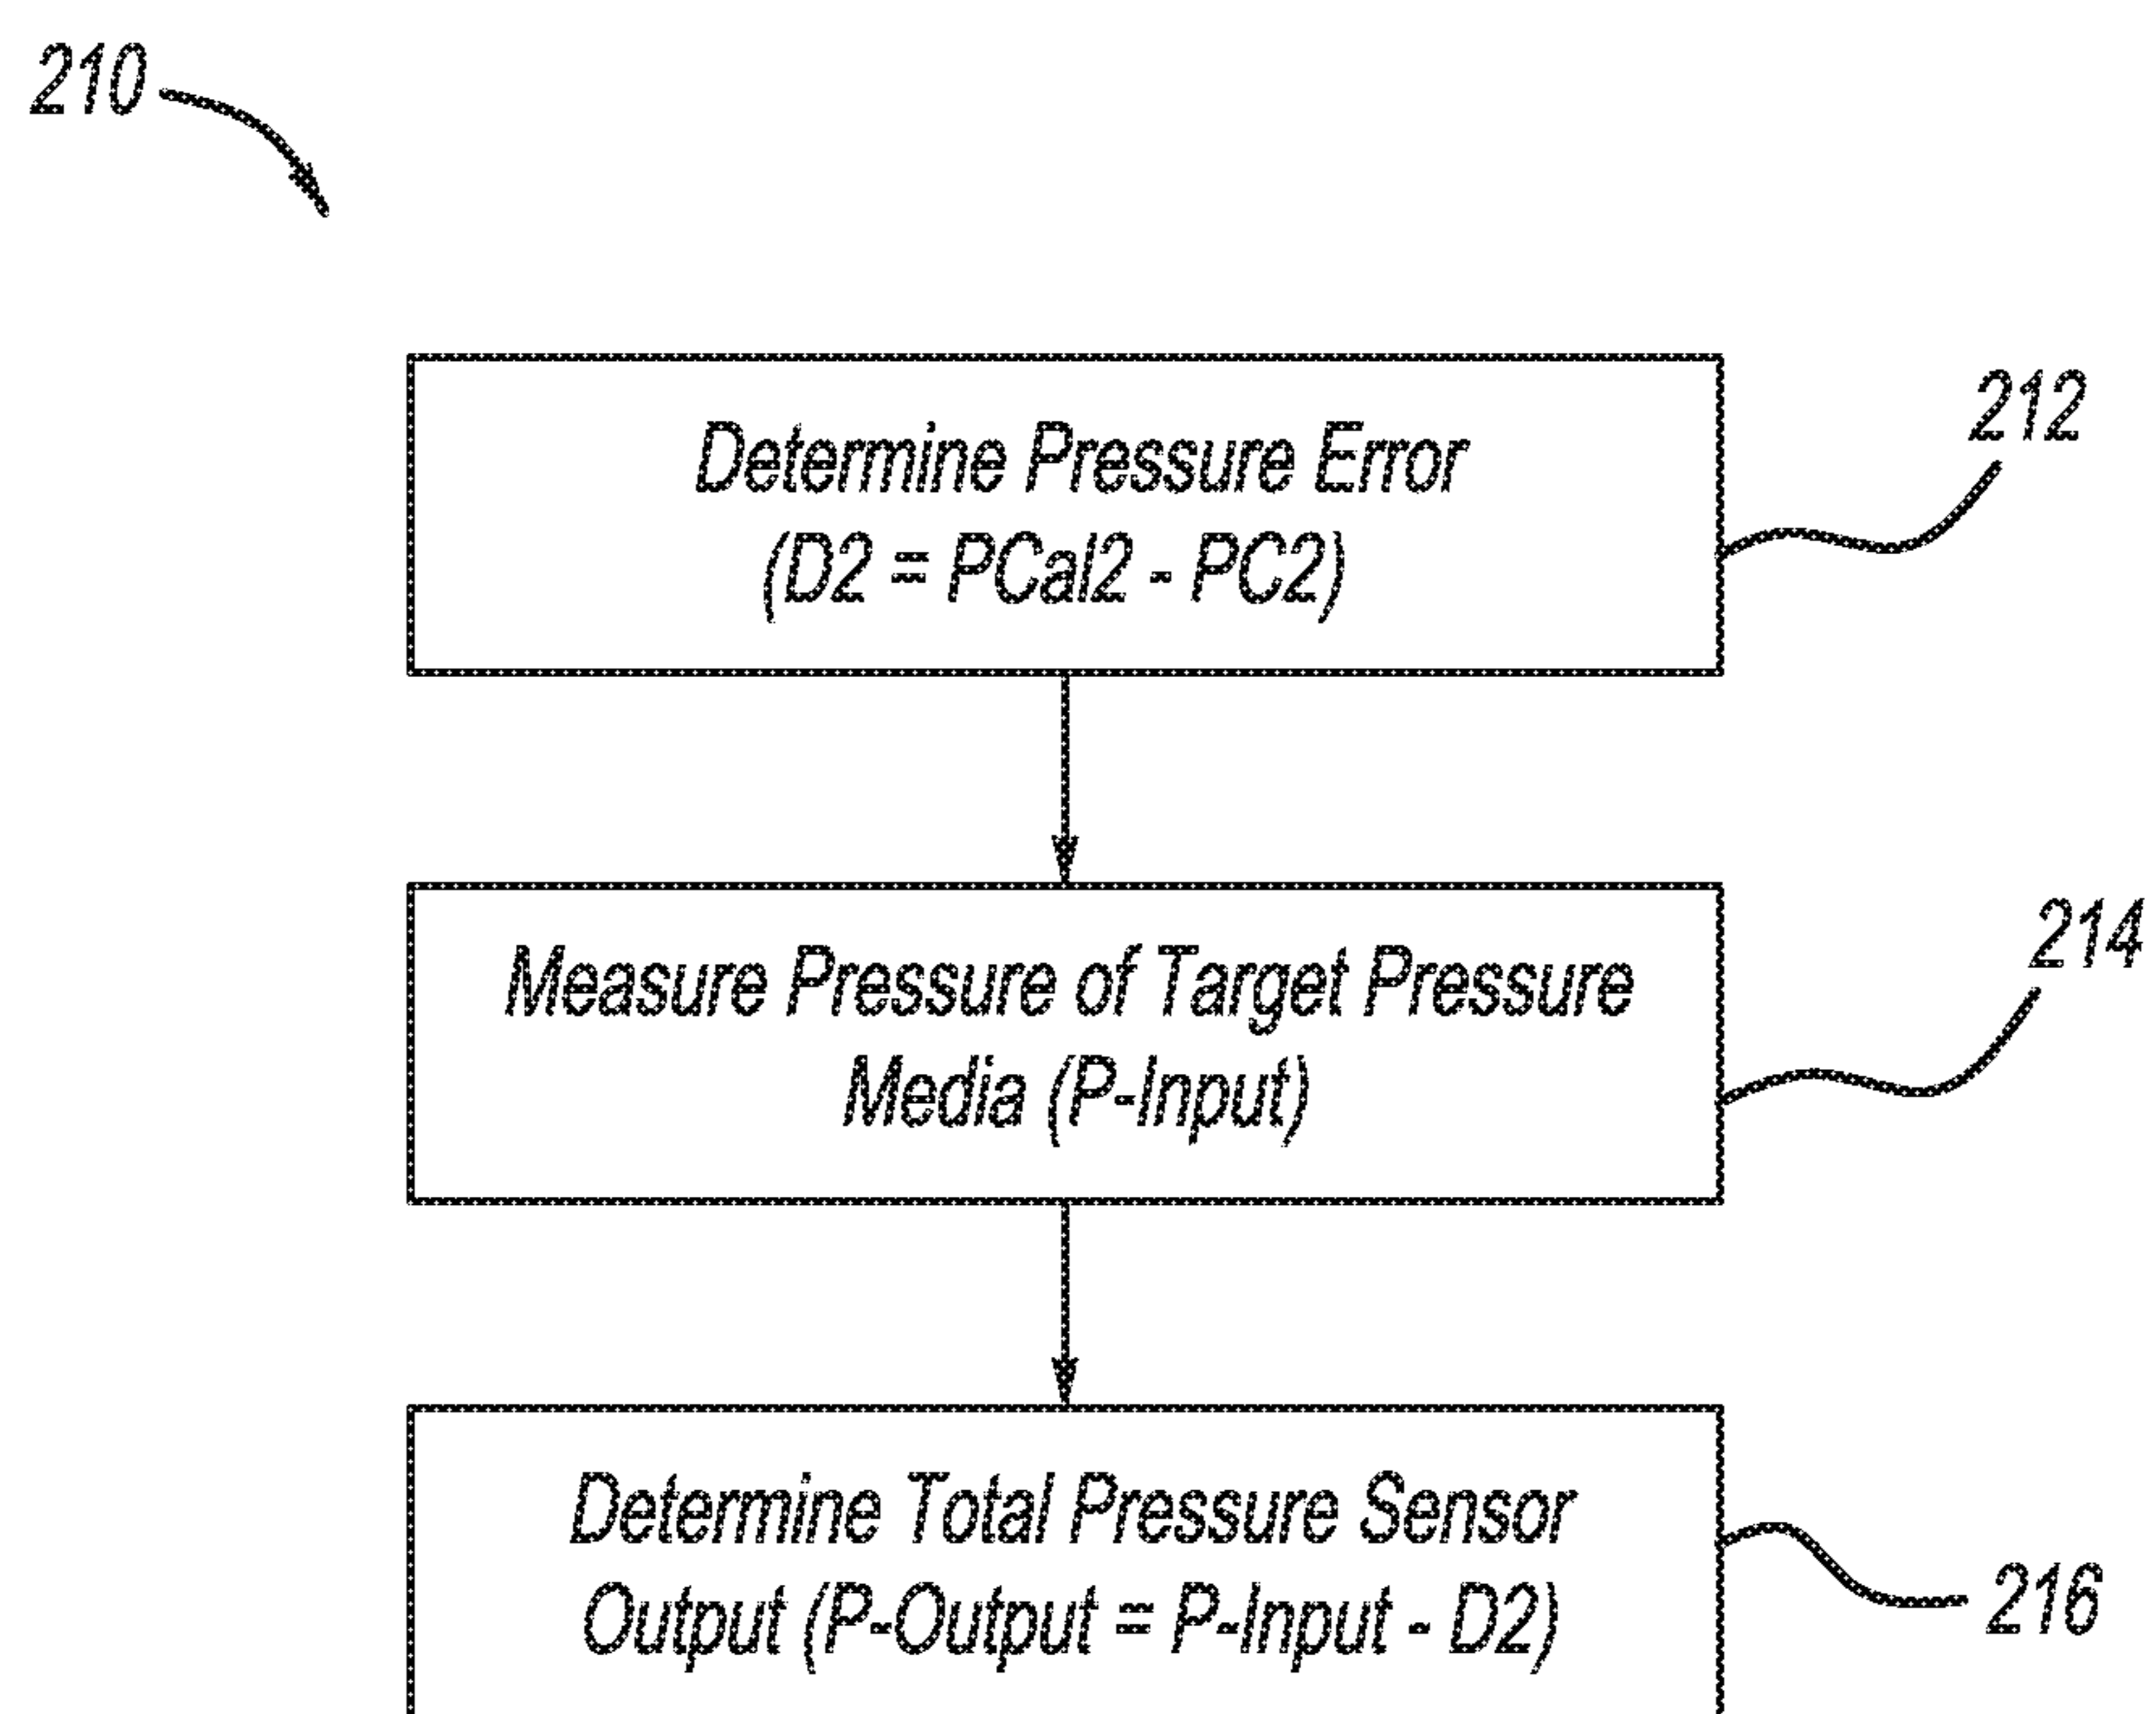 210
Determine Pressure Error
(D2 = PCal2 - PC2)
212
Measure Pressure of Target Pressure
Media (P-Input)
214
Determine Total Pressure Sensor
Output (P-Output = P-Input - D2)
216